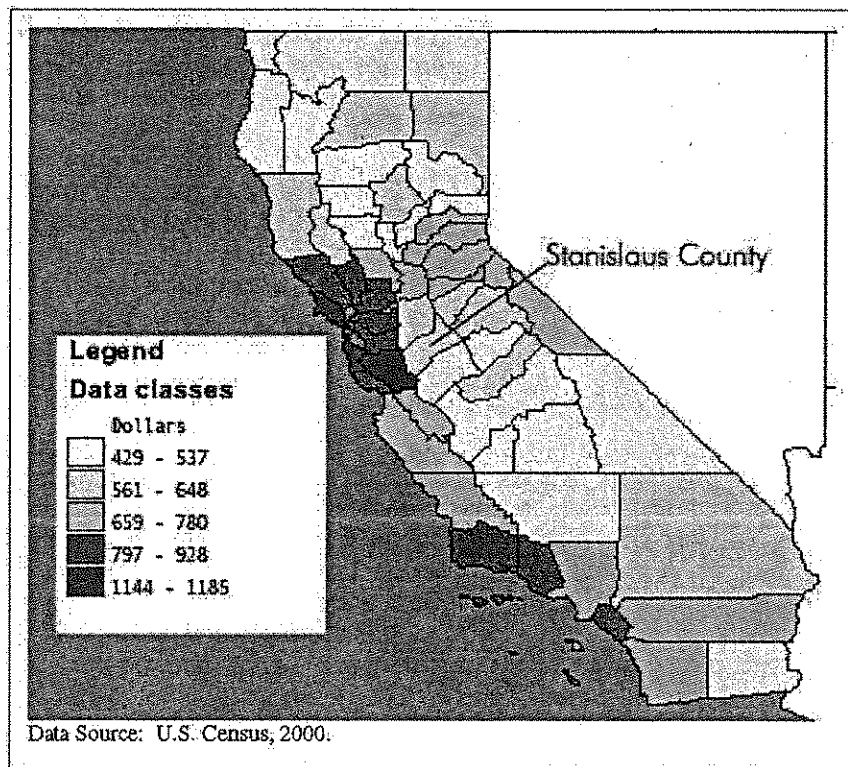 Stanislaus County
Legend
Data classes
Dollars
429 - 537
561 - 648
659 - 780
797 - 928
1144 - 1185
Data Source: U.S. Census, 2000.